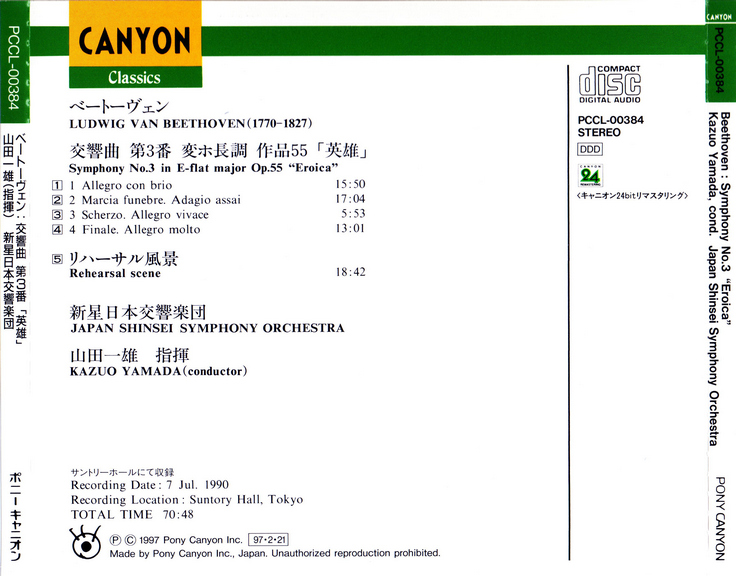 PCCL-00384
ベートーヴェン：交響曲 第3番「英雄」
山田一雄（指揮） 新星日本交響楽団
ポニーキャニオン
CANYON
Classics
ベートーヴェン
LUDWIG VAN BEETHOVEN(1770-1827)
交響曲 第3番 変ホ長調 作品55「英雄」
Symphony No.3 in E-flat major Op.55 “Eroica”
1 1 Allegro con brio 15:50
2 2 Marcia funebre. Adagio assai 17:04
3 3 Scherzo. Allegro vivace 5:53
4 4 Finale. Allegro molto 13:01
5 リハーサル風景
Rehearsal scene 18:42
新星日本交響楽団
JAPAN SHINSEI SYMPHONY ORCHESTRA
山田一雄 指揮
KAZUO YAMADA(conductor)
サントリーホールにて収録
Recording Date : 7 Jul. 1990
Recording Location : Suntory Hall, Tokyo
TOTAL TIME 70:48
Ⓟ Ⓒ 1997 Pony Canyon Inc. 97・2・21
Made by Pony Canyon Inc., Japan. Unauthorized reproduction prohibited.
COMPACT
disc
DIGITAL AUDIO
PCCL-00384
STEREO
DDD
CANYON
24
REMASTERING
〈キャニオン24bitリマスタリング〉
CANYON
PCCL-00384
Beethoven : Symphony No.3 “Eroica”
Kazuo Yamada, cond. Japan Shinsei Symphony Orchestra
PONY CANYON